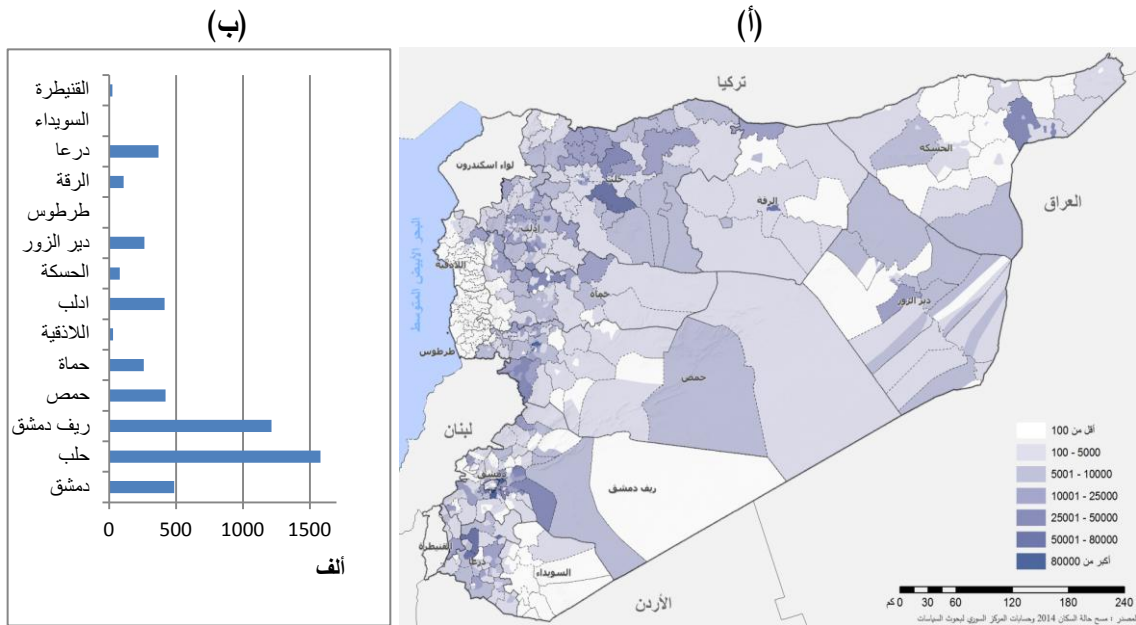 (أ)
(ب)
القنيطرة
السويداء
درعا
الرقة
طرطوس
دير الزور
الحسكة
ادلب
اللاذقية
حماة
حمص
ريف دمشق
حلب
دمشق
0 500 1000 1500
ألف
تركيا
لواء اسكندرون
الحسكة
حلب
الرقة
العراق
ادلب
البحر الأبيض المتوسط
اللاذقية
حماة
دير الزور
طرطوس
حمص
لبنان
دمشق
ريف دمشق
القنيطرة
درعا
السويداء
الأردن
أقل من 100
100 - 5000
5001 - 10000
10001 - 25000
25001 - 50000
50001 - 80000
أكبر من 80000
كم 0 30 60 120 180 240
المصدر : مسح حالة السكان 2014 وحسابات المركز السوري لبحوث السياسات